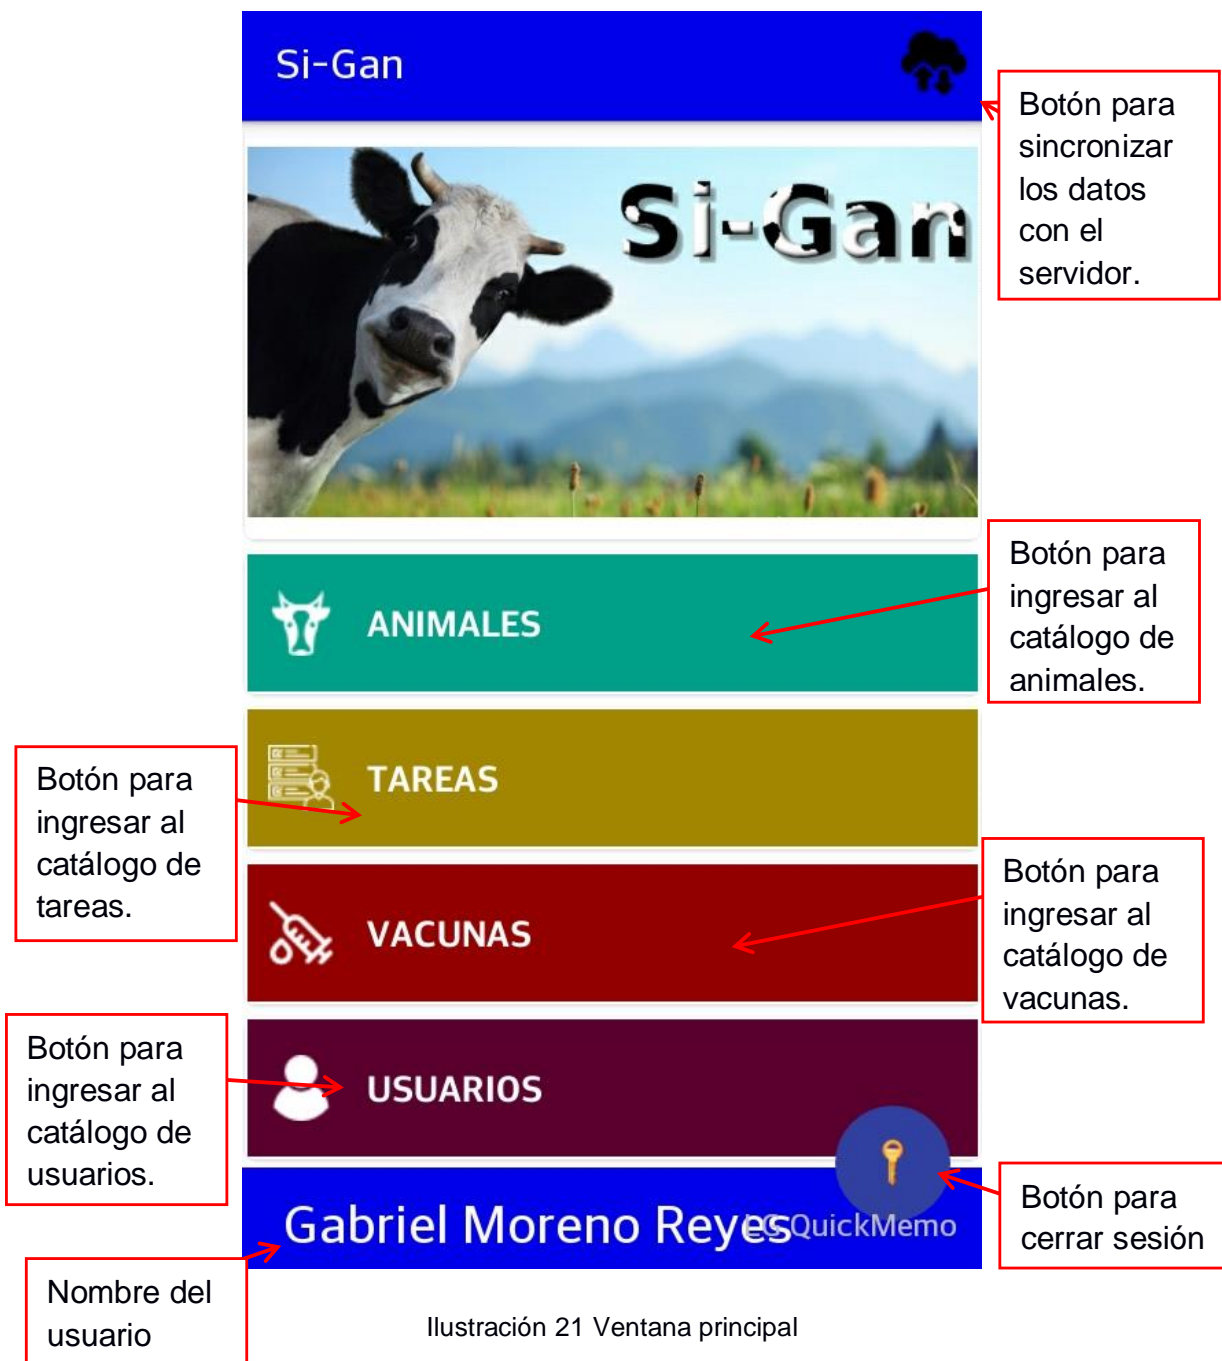 Si-Gan
Botón para
sincronizar
los datos
con el
servidor.
Si-Gan
Botón para
ingresar al
catálogo de
animales.
ANIMALES
TAREAS
Botón para
ingresar al
catálogo de
tareas.
VACUNAS
Botón para
ingresar al
catálogo de
vacunas.
Botón para
ingresar al
catálogo de
usuarios.
USUARIOS
Botón para
cerrar sesión
Gabriel Moreno Reyes
LG QuickMemo
Nombre del
usuario
Ilustración 21 Ventana principal